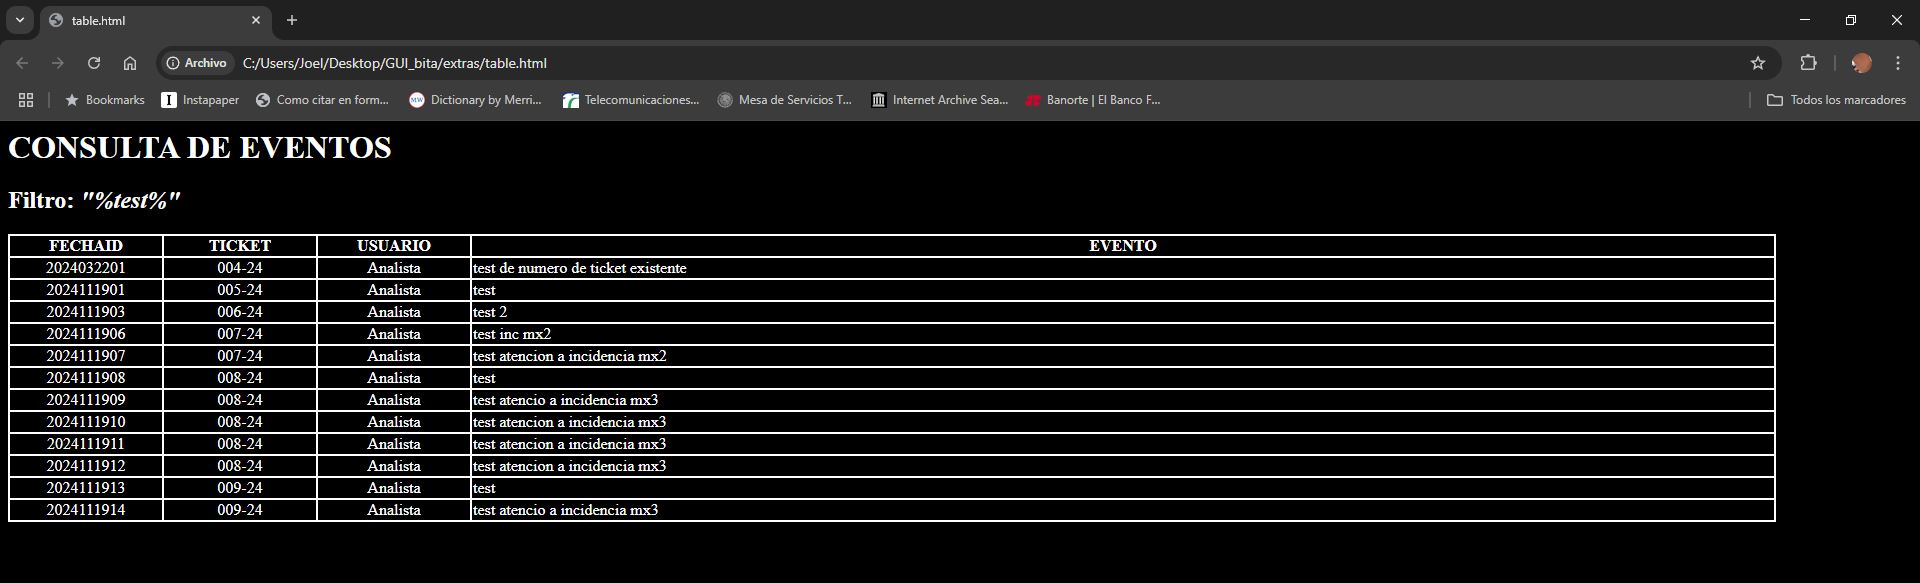 table.html
Archivo C:/Users/Joel/Desktop/GUI_bita/extras/table.html
Bookmarks Instapaper Como citar en form... Dictionary by Merri... Telecomunicaciones... Mesa de Servicios T... Internet Archive Sea... Banorte | El Banco F... Todos los marcadores
CONSULTA DE EVENTOS
Filtro: "%test%"
FECHAID TICKET USUARIO EVENTO
2024032201 004-24 Analista test de numero de ticket existente
2024111901 005-24 Analista test
2024111903 006-24 Analista test 2
2024111906 007-24 Analista test inc mx2
2024111907 007-24 Analista test atencion a incidencia mx2
2024111908 008-24 Analista test
2024111909 008-24 Analista test atencio a incidencia mx3
2024111910 008-24 Analista test atencion a incidencia mx3
2024111911 008-24 Analista test atencion a incidencia mx3
2024111912 008-24 Analista test atencion a incidencia mx3
2024111913 009-24 Analista test
2024111914 009-24 Analista test atencio a incidencia mx3